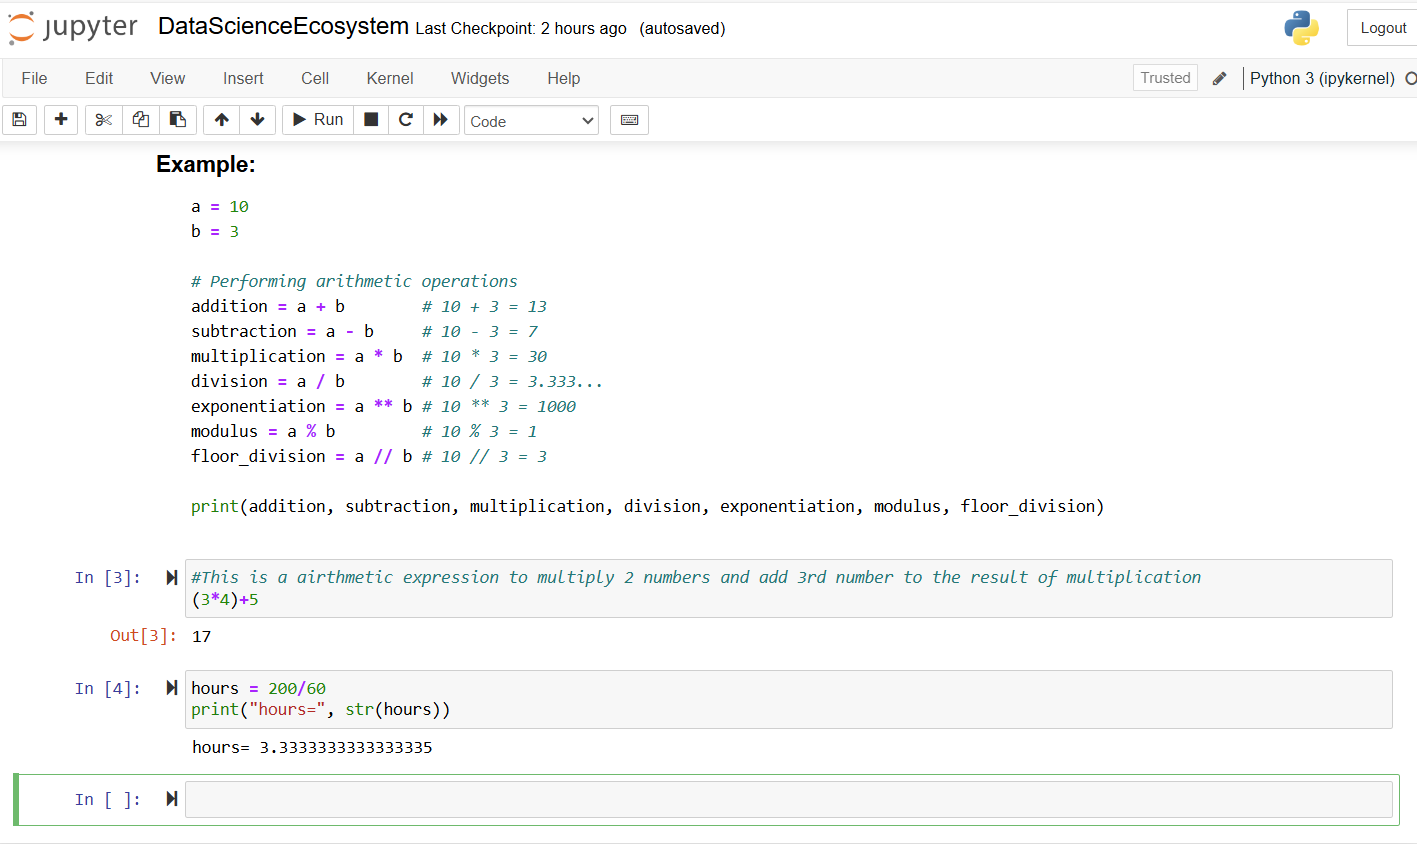 jupyter DataScienceEcosystem Last Checkpoint: 2 hours ago (autosaved) Logout
File Edit View Insert Cell Kernel Widgets Help Trusted Python 3 (ipykernel)
Run Code
Example:
a = 10
b = 3
# Performing arithmetic operations
addition = a + b # 10 + 3 = 13
subtraction = a - b # 10 - 3 = 7
multiplication = a * b # 10 * 3 = 30
division = a / b # 10 / 3 = 3.333...
exponentiation = a ** b # 10 ** 3 = 1000
modulus = a % b # 10 % 3 = 1
floor_division = a // b # 10 // 3 = 3
print(addition, subtraction, multiplication, division, exponentiation, modulus, floor_division)
In [3]: #This is a airthmetic expression to multiply 2 numbers and add 3rd number to the result of multiplication
(3*4)+5
Out[3]: 17
In [4]: hours = 200/60
print("hours=", str(hours))
hours= 3.3333333333333335
In [ ]: